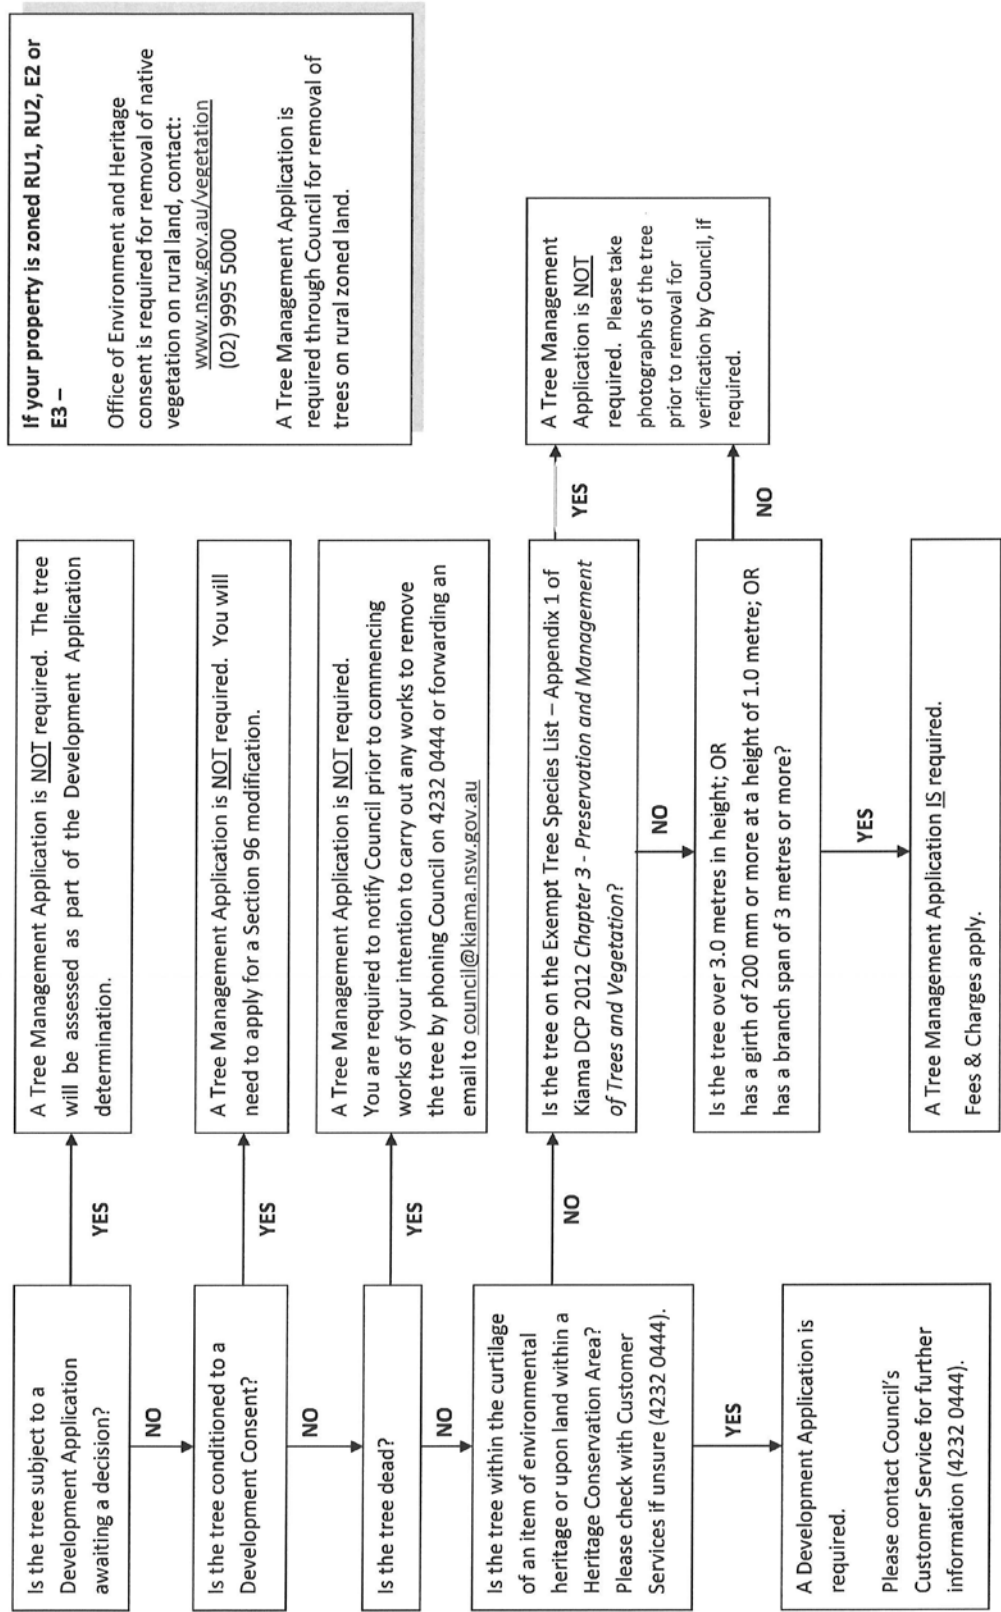 Is the tree subject to a
Development Application
awaiting a decision?
YES
A Tree Management Application is NOT required. The tree
will be assessed as part of the Development Application
determination.
NO
Is the tree conditioned to a
Development Consent?
YES
A Tree Management Application is NOT required. You will
need to apply for a Section 96 modification.
NO
Is the tree dead?
YES
A Tree Management Application is NOT required.
You are required to notify Council prior to commencing
works of your intention to carry out any works to remove
the tree by phoning Council on 4232 0444 or forwarding an
email to council@kiama.nsw.gov.au
NO
Is the tree within the curtilage
of an item of environmental
heritage or upon land within a
Heritage Conservation Area?
Please check with Customer
Services if unsure (4232 0444).
NO
Is the tree on the Exempt Tree Species List – Appendix 1 of
Kiama DCP 2012 Chapter 3 - Preservation and Management
of Trees and Vegetation?
YES
A Tree Management
Application is NOT
required. Please take
photographs of the tree
prior to removal for
verification by Council, if
required.
NO
Is the tree over 3.0 metres in height; OR
has a girth of 200 mm or more at a height of 1.0 metre; OR
has a branch span of 3 metres or more?
NO
YES
A Tree Management Application IS required.
Fees & Charges apply.
YES
A Development Application is
required.
Please contact Council's
Customer Service for further
information (4232 0444).
If your property is zoned RU1, RU2, E2 or
E3 –
Office of Environment and Heritage
consent is required for removal of native
vegetation on rural land, contact:
www.nsw.gov.au/vegetation
(02) 9995 5000
A Tree Management Application is
required through Council for removal of
trees on rural zoned land.